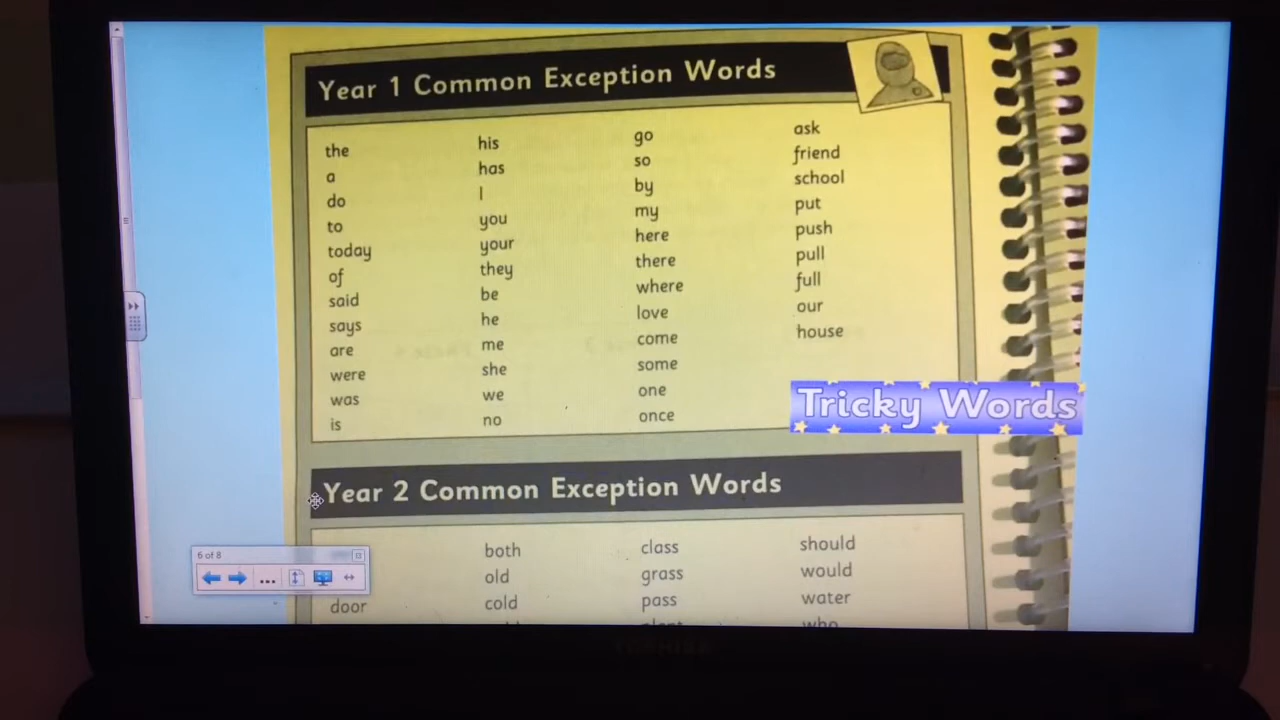 Year 1 Common Exception Words
the
a
do
to
today
of
said
says
are
were
was
is
his
has
I
you
your
they
be
he
me
she
we
no
go
so
by
my
here
there
where
love
come
some
one
once
ask
friend
school
put
push
pull
full
our
house
Tricky Words
Year 2 Common Exception Words
door
both
old
cold
class
grass
pass
should
would
water
who
6 of 8